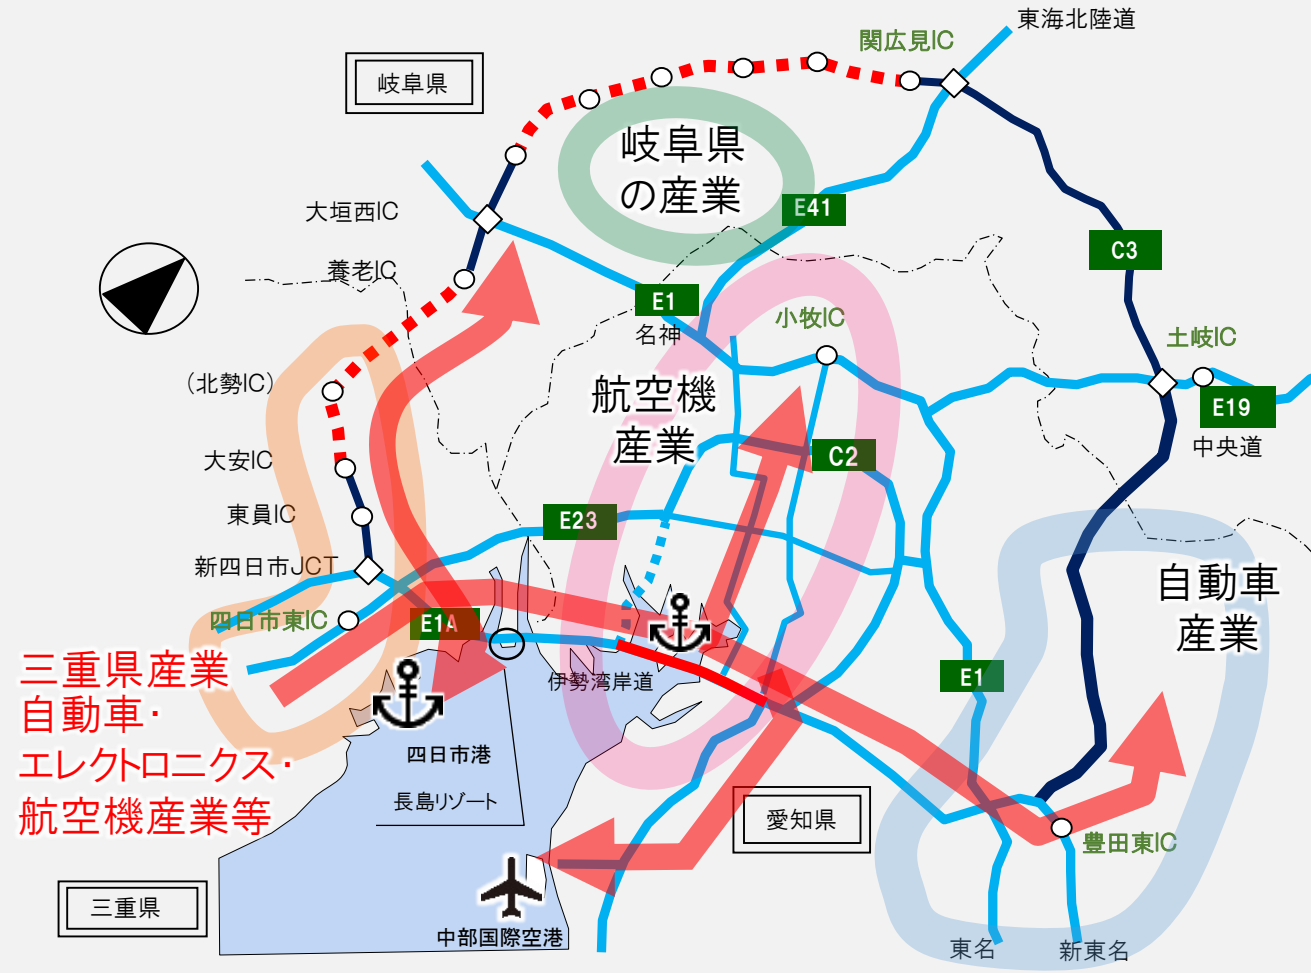 東海北陸道
関広見IC
岐阜県
岐阜県
の産業
大垣西IC
E41
C3
養老IC
E1
名神
小牧IC
土岐IC
(北勢IC)
航空機
産業
E19
中央道
C2
大安IC
東員IC
E23
新四日市JCT
自動車
産業
四日市東IC
E1A
三重県産業
自動車・
エレクトロニクス・
航空機産業等
伊勢湾岸道
E1
四日市港
長島リゾート
愛知県
豊田東IC
三重県
中部国際空港
東名
新東名